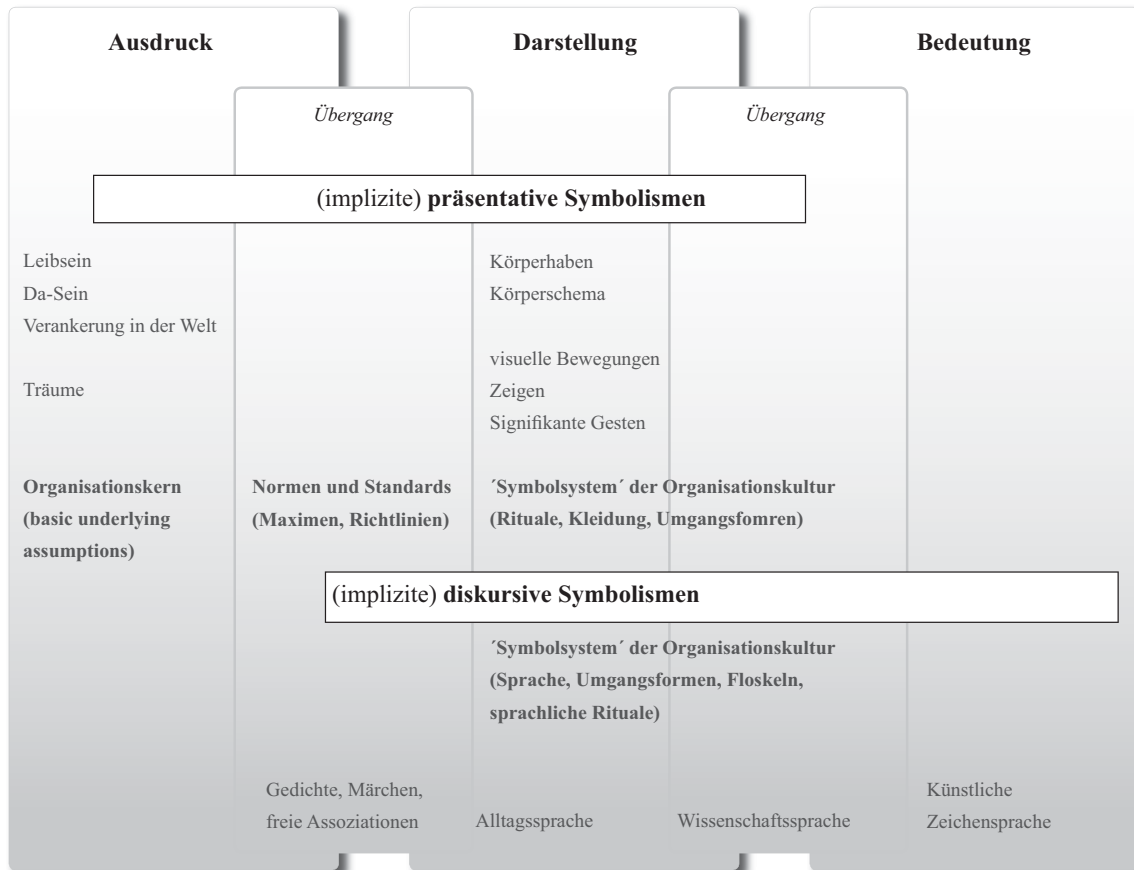 Ausdruck
Darstellung
Bedeutung
Übergang
Übergang
(implizite) präsentative Symbolismen
Leibsein
Da-Sein
Verankerung in der Welt
Träume
Körperhaben
Körperschema
visuelle Bewegungen
Zeigen
Signifikante Gesten
Organisationskern
(basic underlying
assumptions)
Normen und Standards
(Maximen, Richtlinien)
´Symbolsystem´ der Organisationskultur
(Rituale, Kleidung, Umgangsfomren)
(implizite) diskursive Symbolismen
´Symbolsystem´ der Organisationskultur
(Sprache, Umgangsformen, Floskeln,
sprachliche Rituale)
Gedichte, Märchen,
freie Assoziationen
Alltagssprache
Wissenschaftssprache
Künstliche
Zeichensprache